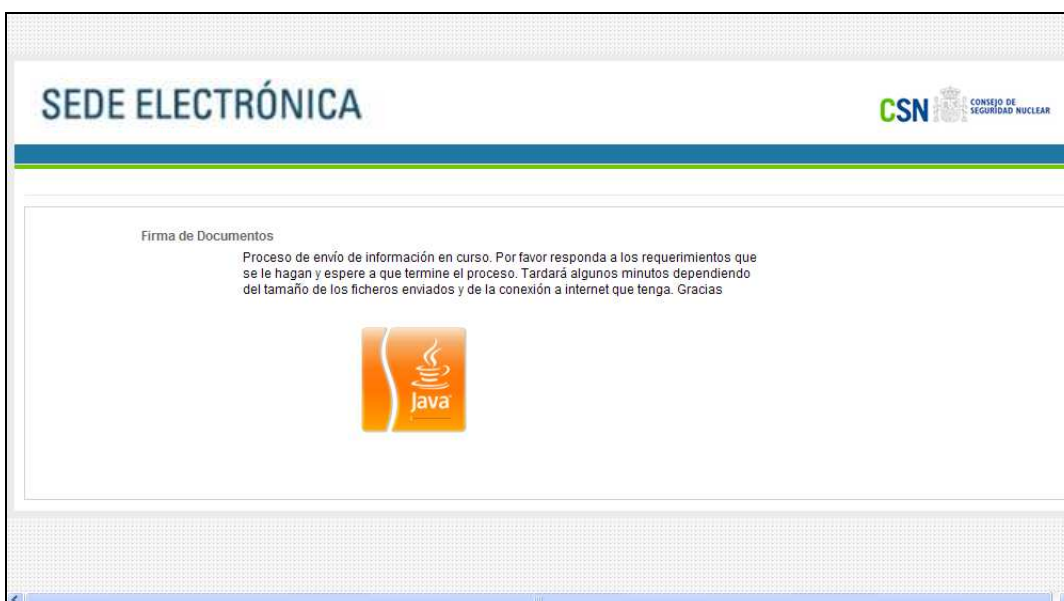 SEDE ELECTRÓNICA
CSN
CONSEJO DE
SEGURIDAD NUCLEAR
Firma de Documentos
Proceso de envío de información en curso. Por favor responda a los requerimientos que
se le hagan y espere a que termine el proceso. Tardará algunos minutos dependiendo
del tamaño de los ficheros enviados y de la conexión a internet que tenga. Gracias
Java